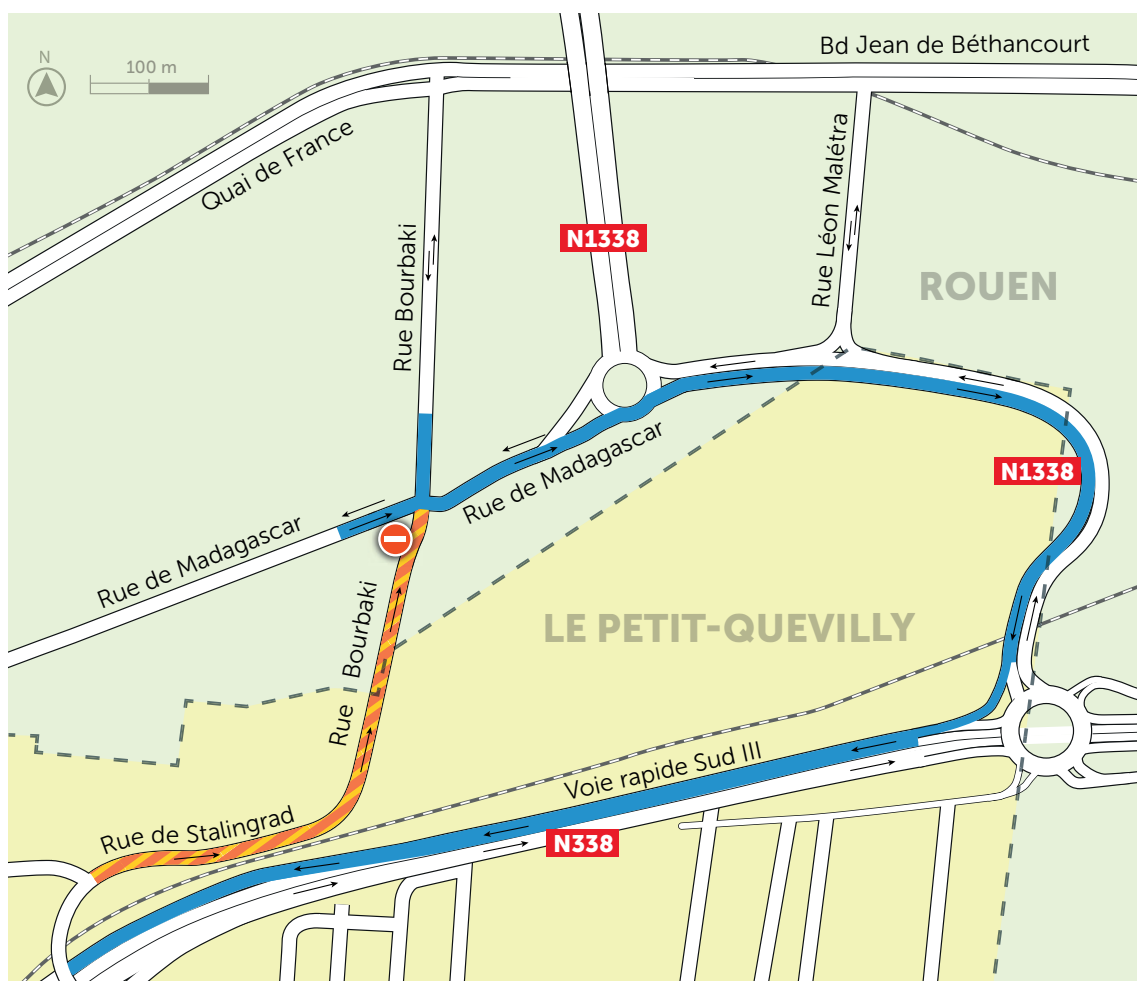 Bd Jean de Béthancourt
N
100 m
Quai de France
Rue Léon Malétra
N1338
Rue Bourbaki
ROUEN
Rue de Madagascar
N1338
Rue de Madagascar
LE PETIT-QUEVILLY
Rue Bourbaki
Voie rapide Sud III
Rue de Stalingrad
N338